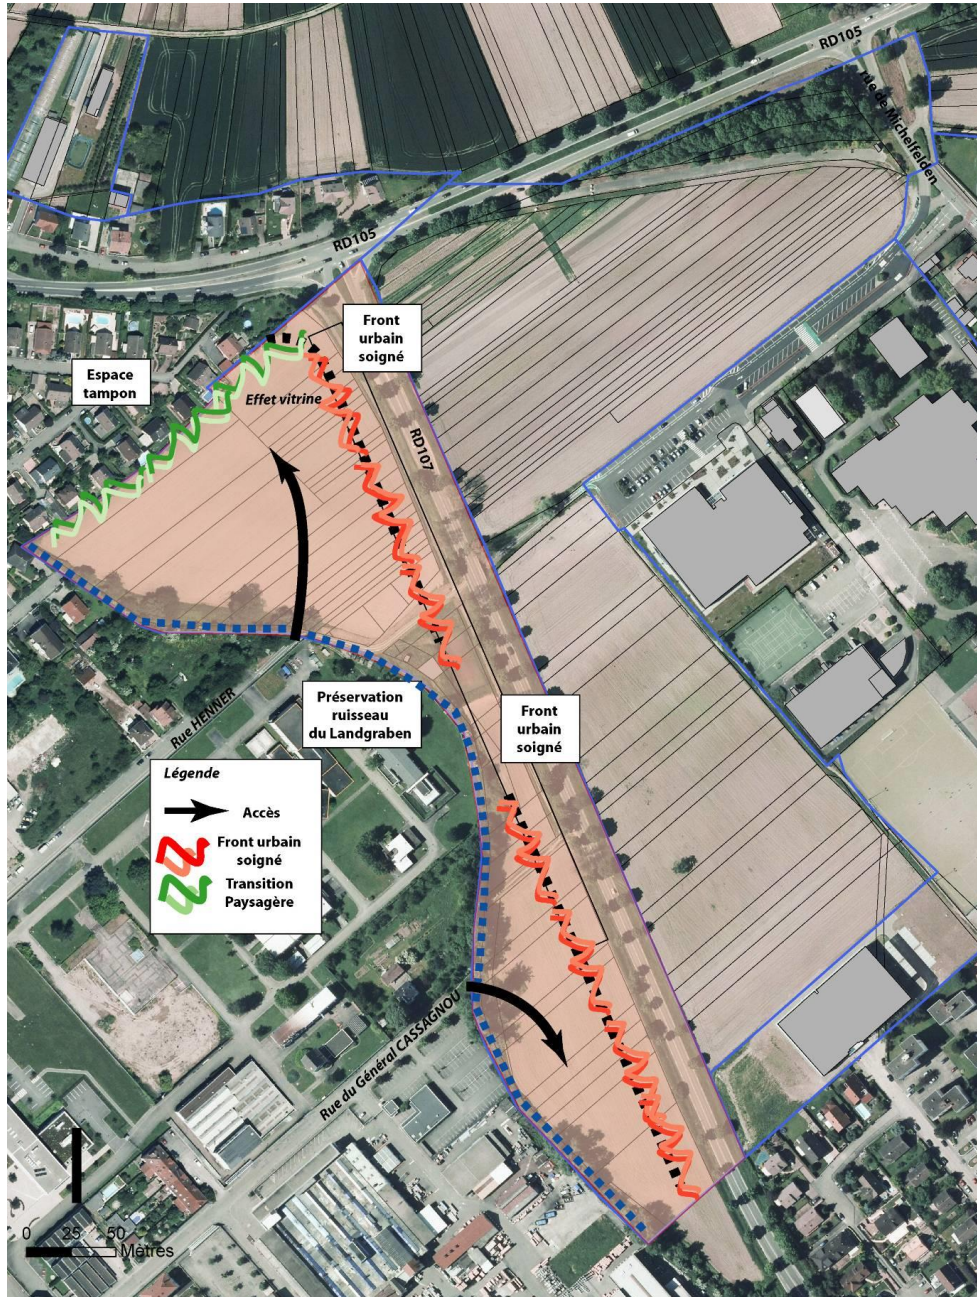 RD105
rue de Michelfelden
RD105
Front
urbain
soigné
Espace
tampon
Effet vitrine
RD107
Préservation
ruisseau
du Landgraben
Front
urbain
soigné
Rue HENNER
Légende
Accès
Front urbain
soigné
Transition
Paysagère
Rue du Général CASSAGNOU
0 25 50
Mètres